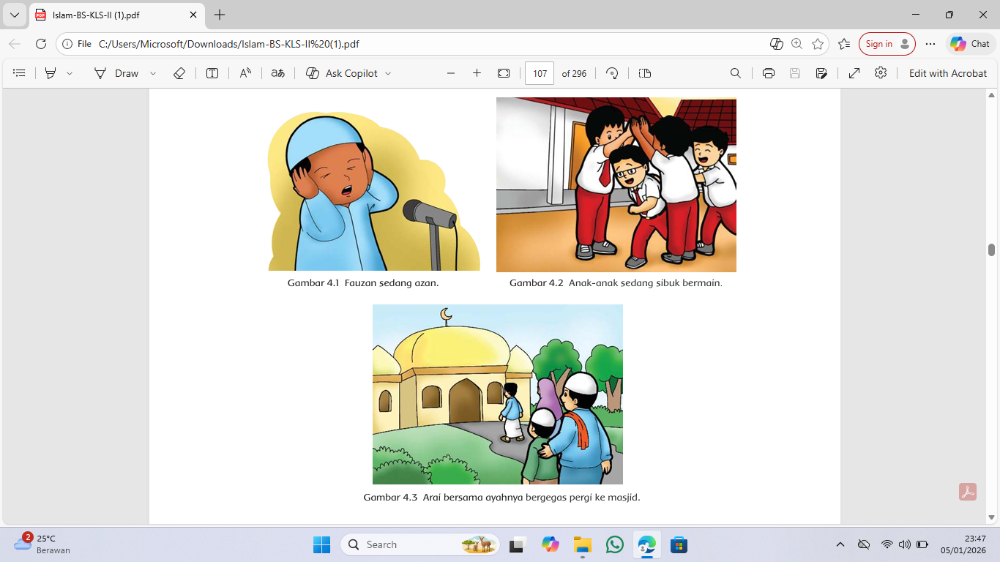 Islam-BS-KLS-II (1).pdf
File C:/Users/Microsoft/Downloads/Islam-BS-KLS-II%20(1).pdf
Sign in
Chat
Draw
Ask Copilot
107 of 296
Edit with Acrobat
Gambar 4.1 Fauzan sedang azan.
Gambar 4.2 Anak-anak sedang sibuk bermain.
Gambar 4.3 Arai bersama ayahnya bergegas pergi ke masjid.
2
25°C
Berawan
Search
23:47
05/01/2026